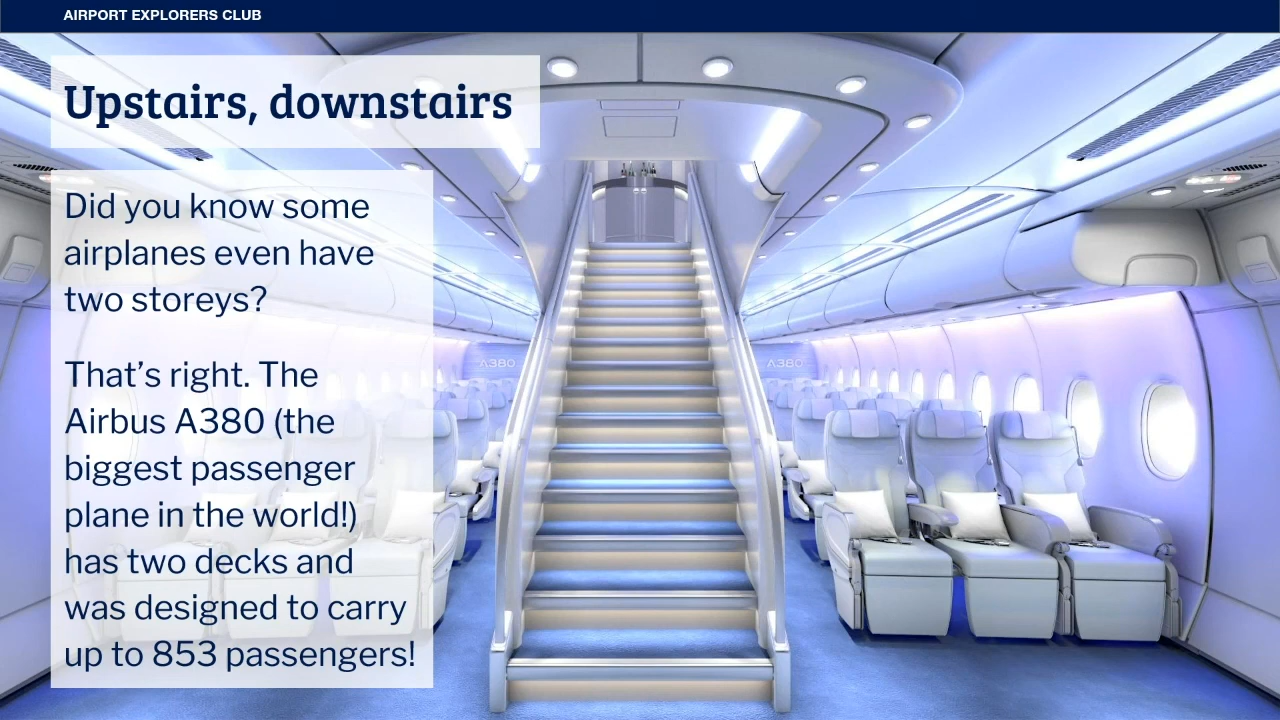 AIRPORT EXPLORERS CLUB
Upstairs, downstairs
Did you know some
airplanes even have
two storeys?
That’s right. The
Airbus A380 (the
biggest passenger
plane in the world!)
has two decks and
was designed to carry
up to 853 passengers!
A380
A380